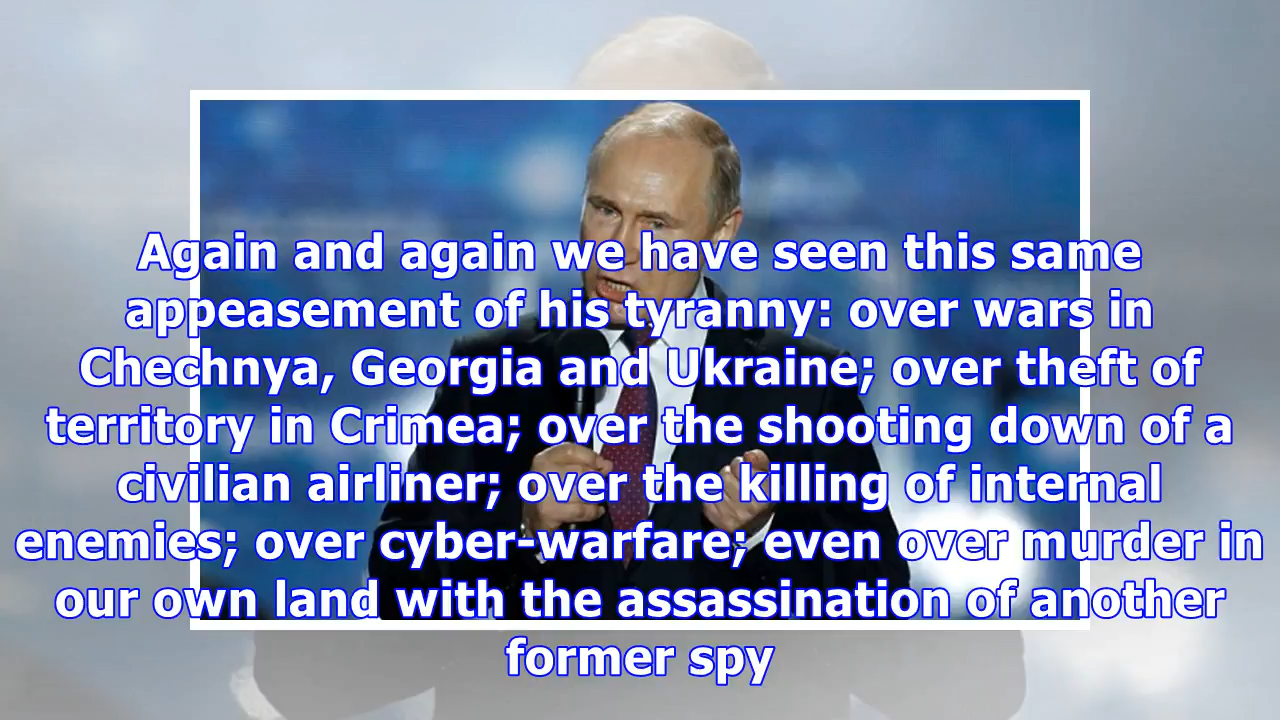 Again and again we have seen this same
appeasement of his tyranny: over wars in
Chechnya, Georgia and Ukraine; over theft of
territory in Crimea; over the shooting down of a
civilian airliner; over the killing of internal
enemies; over cyber-warfare; even over murder in
our own land with the assassination of another
former spy